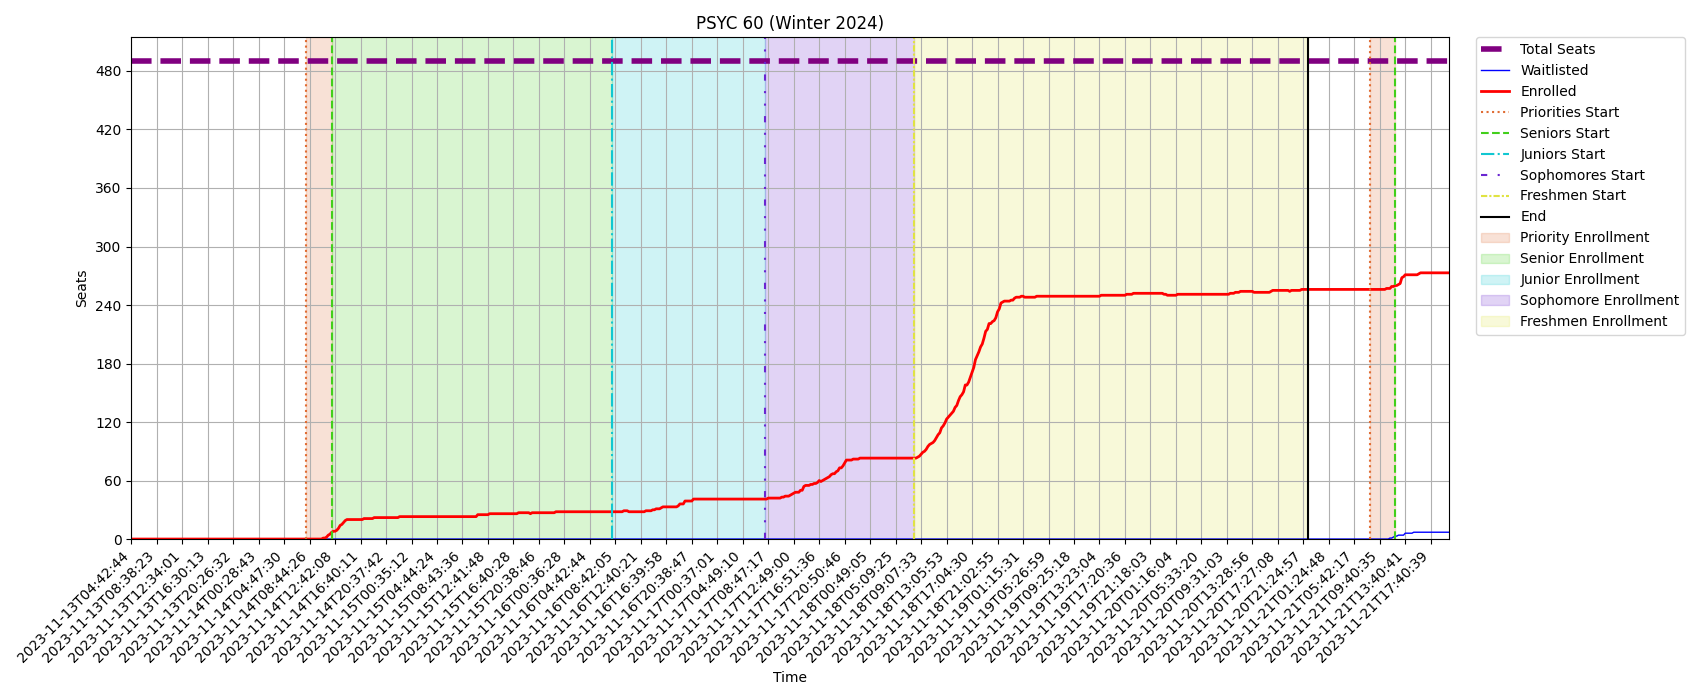 PSYC 60 (Winter 2024)
Seats
480
420
360
300
240
180
120
60
0
2023-11-13T04:42:44
2023-11-13T08:38:23
2023-11-13T12:34:01
2023-11-13T16:30:13
2023-11-13T20:26:32
2023-11-14T00:28:43
2023-11-14T04:47:30
2023-11-14T08:44:26
2023-11-14T12:42:08
2023-11-14T16:40:11
2023-11-14T20:37:42
2023-11-15T00:35:12
2023-11-15T04:44:24
2023-11-15T08:43:36
2023-11-15T12:41:48
2023-11-15T16:40:28
2023-11-15T20:38:46
2023-11-16T00:36:28
2023-11-16T04:42:44
2023-11-16T08:42:05
2023-11-16T12:40:21
2023-11-16T16:39:58
2023-11-16T20:38:47
2023-11-17T00:37:01
2023-11-17T04:49:10
2023-11-17T08:47:17
2023-11-17T12:49:00
2023-11-17T16:51:36
2023-11-17T20:50:46
2023-11-18T00:49:05
2023-11-18T05:09:25
2023-11-18T09:07:33
2023-11-18T13:05:53
2023-11-18T17:04:30
2023-11-18T21:02:55
2023-11-19T01:15:31
2023-11-19T05:26:59
2023-11-19T09:25:18
2023-11-19T13:23:04
2023-11-19T17:20:36
2023-11-19T21:18:03
2023-11-20T01:16:04
2023-11-20T05:33:20
2023-11-20T09:31:03
2023-11-20T13:28:56
2023-11-20T17:27:08
2023-11-20T21:24:57
2023-11-21T01:24:48
2023-11-21T05:42:17
2023-11-21T09:40:35
2023-11-21T13:40:41
2023-11-21T17:40:39
Time
Total Seats
Waitlisted
Enrolled
Priorities Start
Seniors Start
Juniors Start
Sophomores Start
Freshmen Start
End
Priority Enrollment
Senior Enrollment
Junior Enrollment
Sophomore Enrollment
Freshmen Enrollment